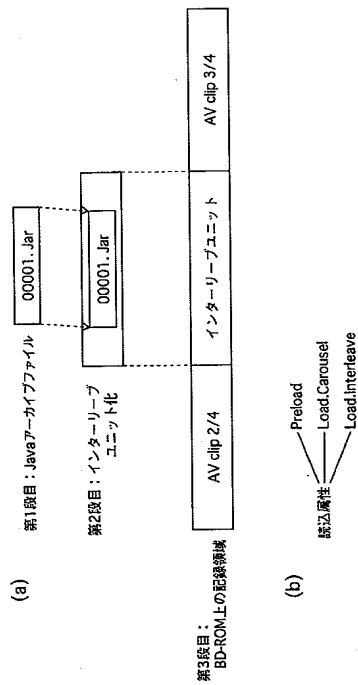 (a)
第1段目：Javaアーカイブファイル
00001. Jar
第2段目：インターリーブ
ユニット化
00001. Jar
第3段目：
BD-ROM上の記録領域
AV clip 2/4
インターリーブユニット
AV clip 3/4
(b)
読込属性
Preload
Load.Carousel
Load.Interleave